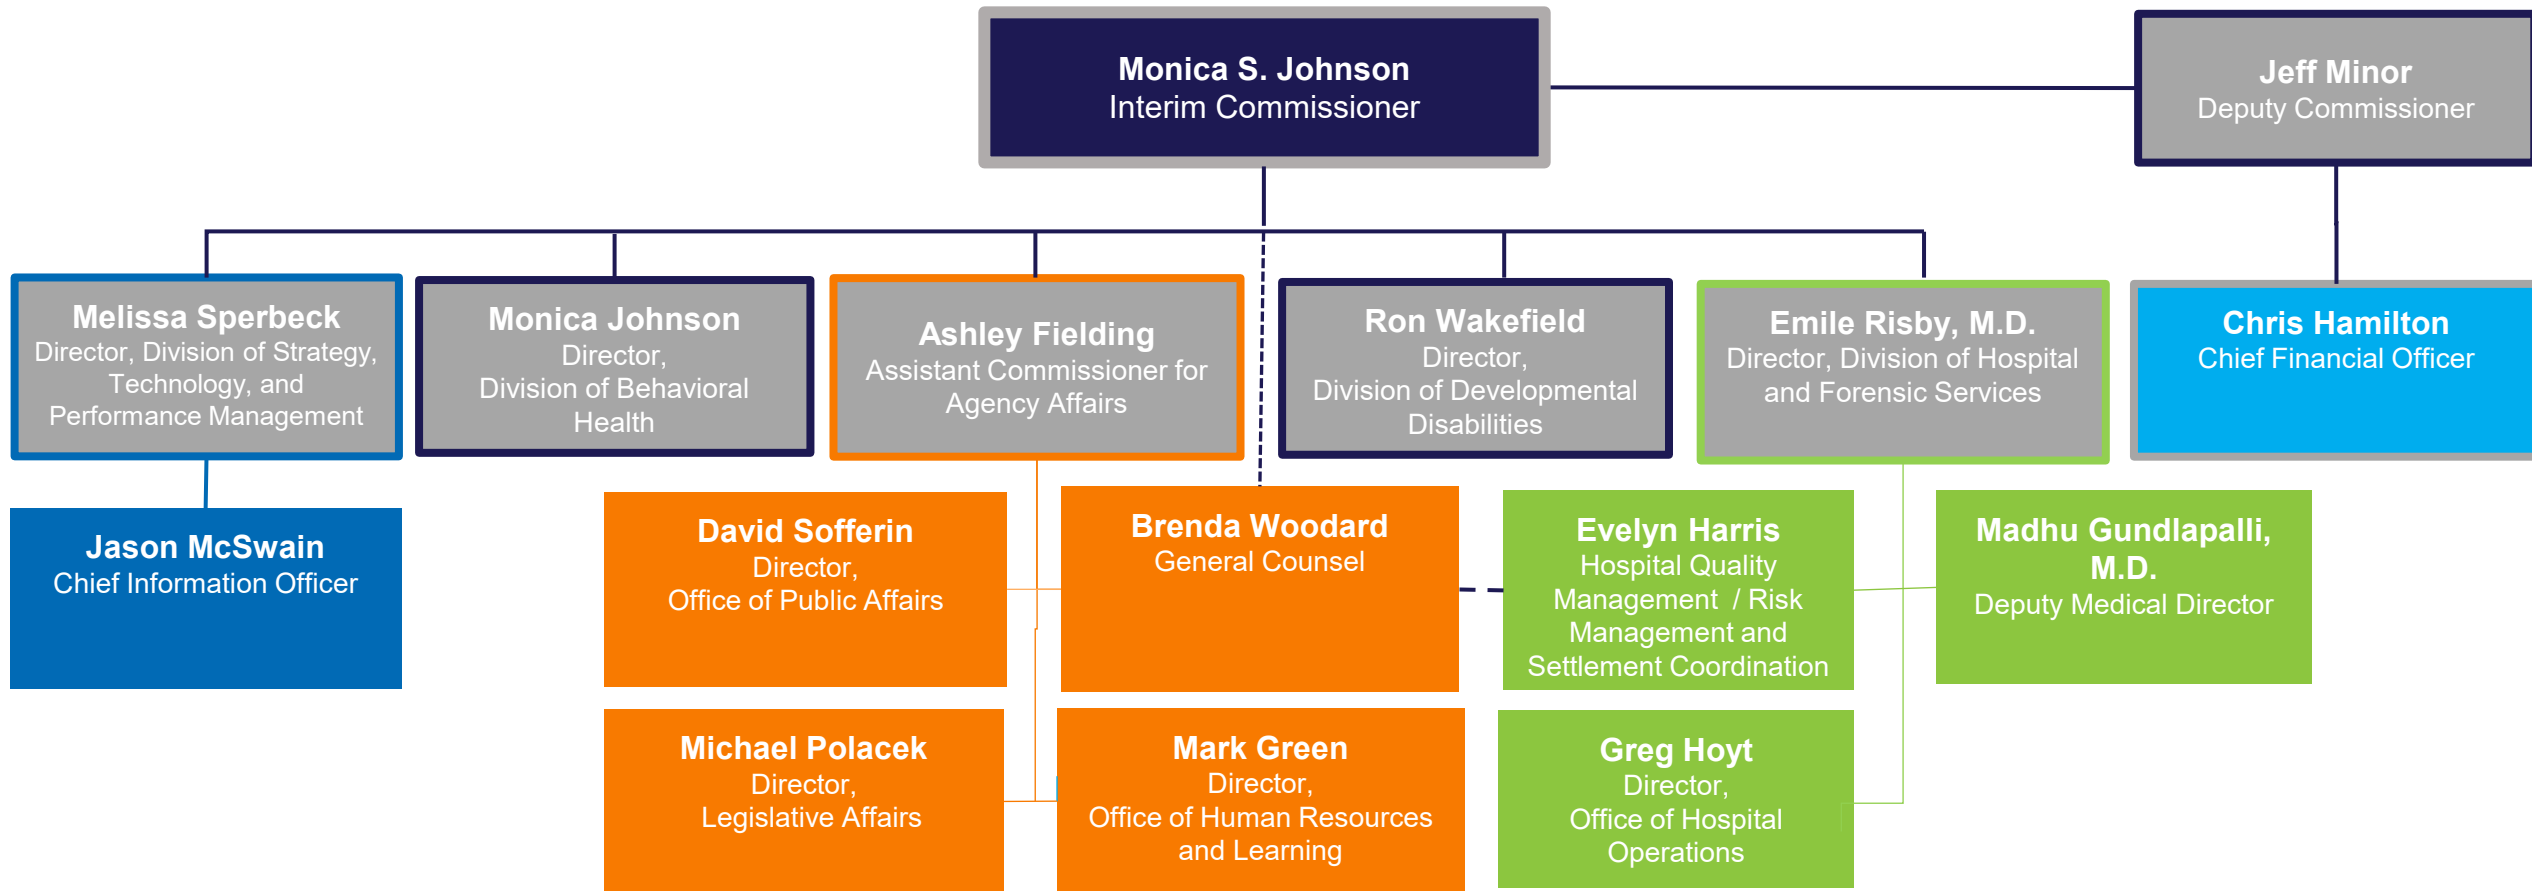 Monica S. Johnson
Interim Commissioner
Jeff Minor
Deputy Commissioner
Melissa Sperbeck
Director, Division of Strategy,
Technology, and
Performance Management
Monica Johnson
Director,
Division of Behavioral
Health
Ashley Fielding
Assistant Commissioner for
Agency Affairs
Ron Wakefield
Director,
Division of Developmental
Disabilities
Emile Risby, M.D.
Director, Division of Hospital
and Forensic Services
Chris Hamilton
Chief Financial Officer
Jason McSwain
Chief Information Officer
David Sofferin
Director,
Office of Public Affairs
Brenda Woodard
General Counsel
Evelyn Harris
Hospital Quality
Management / Risk
Management and
Settlement Coordination
Madhu Gundlapalli,
M.D.
Deputy Medical Director
Michael Polacek
Director,
Legislative Affairs
Mark Green
Director,
Office of Human Resources
and Learning
Greg Hoyt
Director,
Office of Hospital
Operations